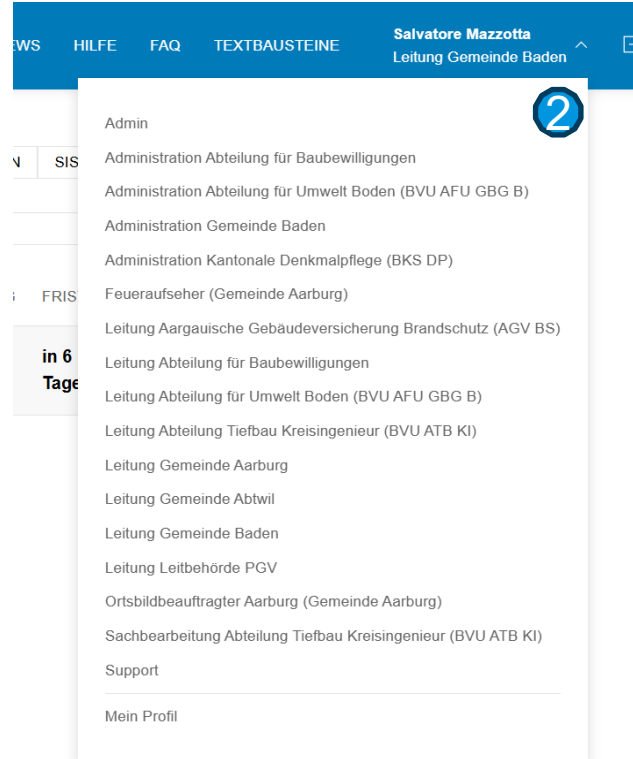 EWS HILFE FAQ TEXTBAUSTEINE Salvatore Mazzotta
Leitung Gemeinde Baden
2
Admin
N SIS
Administration Abteilung für Baubewilligungen
Administration Abteilung für Umwelt Boden (BVU AFU GBG B)
Administration Gemeinde Baden
Administration Kantonale Denkmalpflege (BKS DP)
FRIS
Feueraufseher (Gemeinde Aarburg)
Leitung Aargauische Gebäudeversicherung Brandschutz (AGV BS)
in 6
Tage
Leitung Abteilung für Baubewilligungen
Leitung Abteilung für Umwelt Boden (BVU AFU GBG B)
Leitung Abteilung Tiefbau Kreisingenieur (BVU ATB KI)
Leitung Gemeinde Aarburg
Leitung Gemeinde Abtwil
Leitung Gemeinde Baden
Leitung Leitbehörde PGV
Ortsbildbeauftragter Aarburg (Gemeinde Aarburg)
Sachbearbeitung Abteilung Tiefbau Kreisingenieur (BVU ATB KI)
Support
Mein Profil